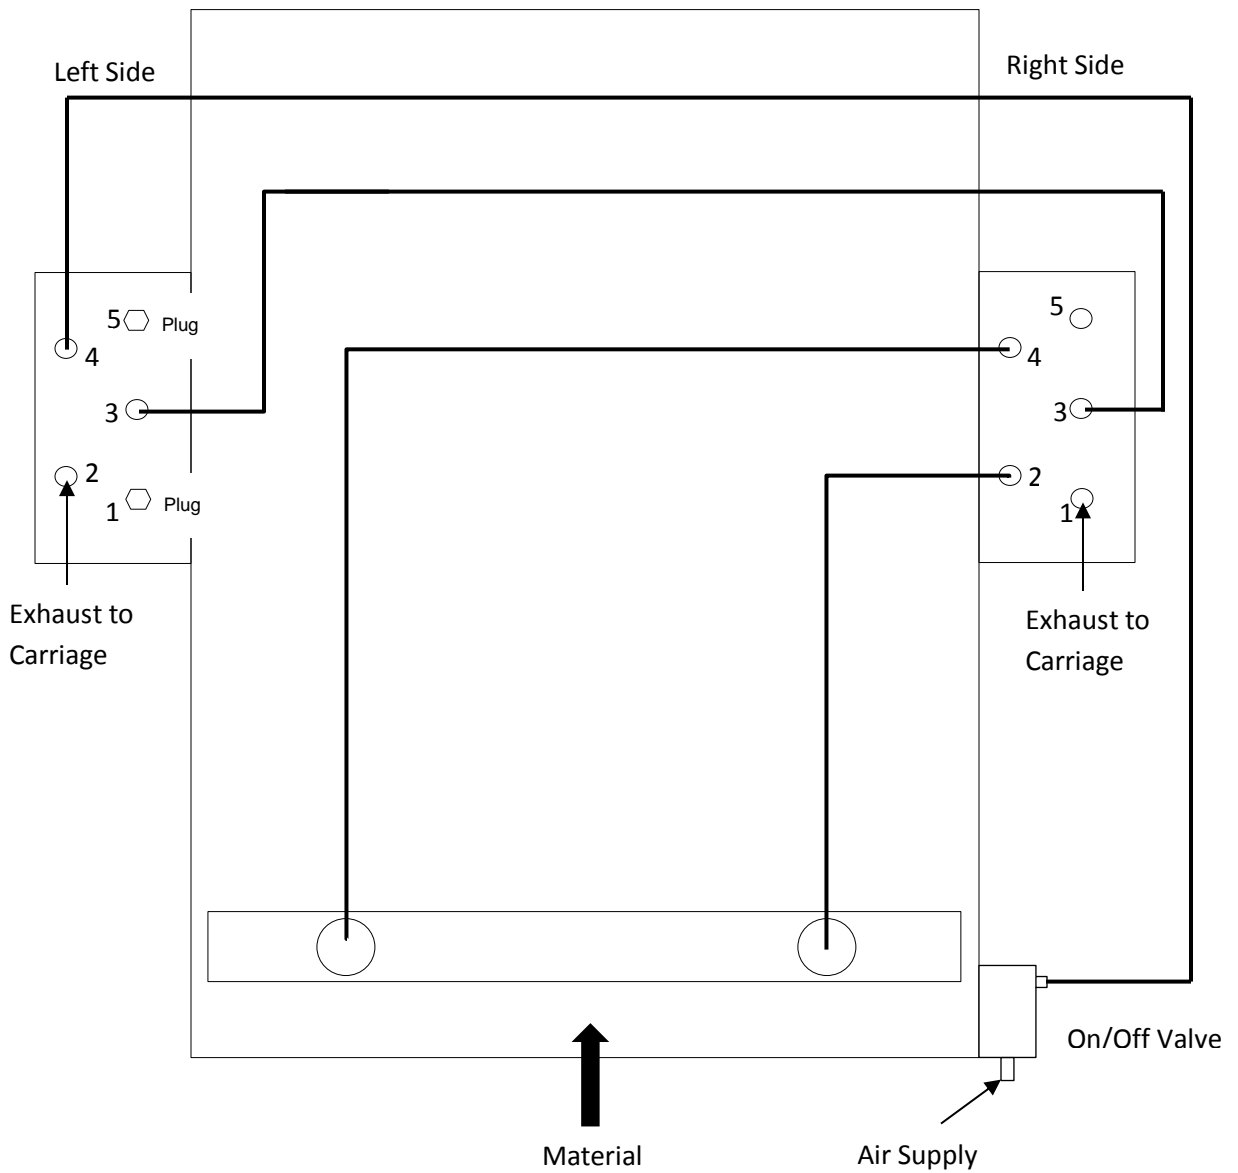 Left Side
Right Side
5 Plug
4
3
2
1 Plug
5
4
3
2
1
Exhaust to
Carriage
Exhaust to
Carriage
On/Off Valve
Material
Air Supply